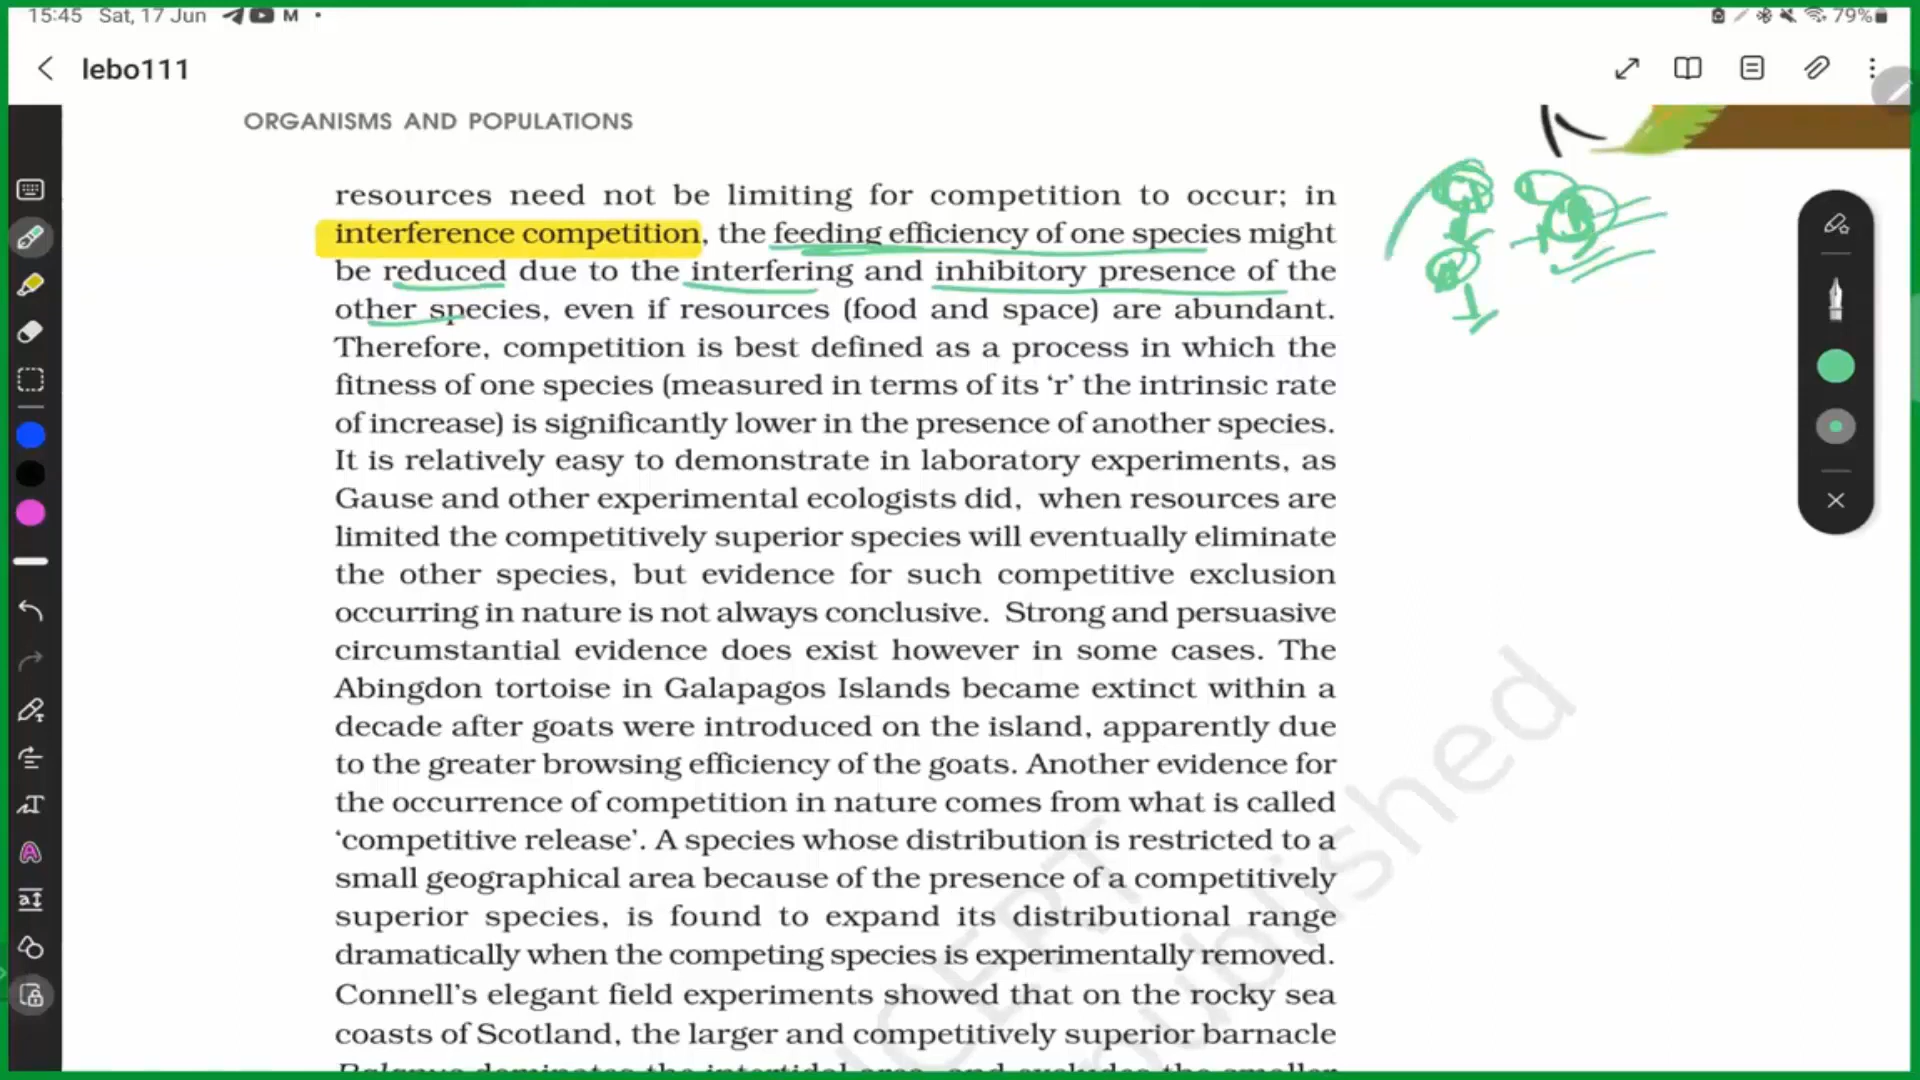 15:45 Sat, 17 Jun M • 79%
lebo111
ORGANISMS AND POPULATIONS
resources need not be limiting for competition to occur; in
interference competition, the feeding efficiency of one species might
be reduced due to the interfering and inhibitory presence of the
other species, even if resources (food and space) are abundant.
Therefore, competition is best defined as a process in which the
fitness of one species (measured in terms of its ‘r’ the intrinsic rate
of increase) is significantly lower in the presence of another species.
It is relatively easy to demonstrate in laboratory experiments, as
Gause and other experimental ecologists did, when resources are
limited the competitively superior species will eventually eliminate
the other species, but evidence for such competitive exclusion
occurring in nature is not always conclusive. Strong and persuasive
circumstantial evidence does exist however in some cases. The
Abingdon tortoise in Galapagos Islands became extinct within a
decade after goats were introduced on the island, apparently due
to the greater browsing efficiency of the goats. Another evidence for
the occurrence of competition in nature comes from what is called
‘competitive release’. A species whose distribution is restricted to a
small geographical area because of the presence of a competitively
superior species, is found to expand its distributional range
dramatically when the competing species is experimentally removed.
Connell’s elegant field experiments showed that on the rocky sea
coasts of Scotland, the larger and competitively superior barnacle
Balanus dominates the intertidal area, and excludes the smaller
NCERT
published